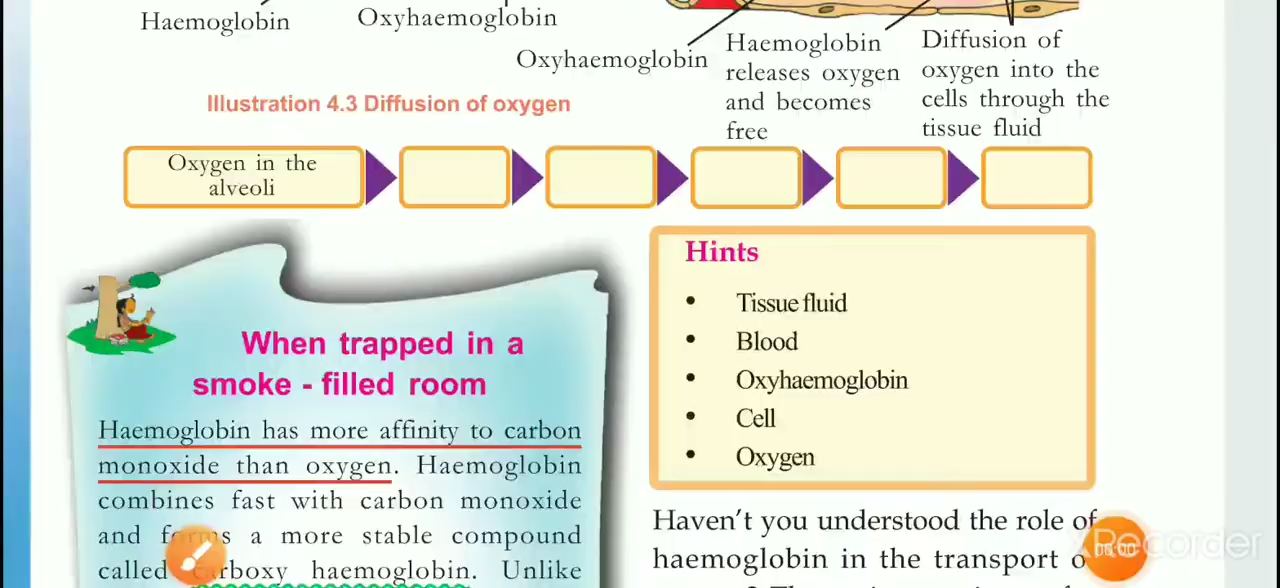 Haemoglobin
Oxyhaemoglobin
Oxyhaemoglobin
Haemoglobin
releases oxygen
and becomes
free
Diffusion of
oxygen into the
cells through the
tissue fluid
Illustration 4.3 Diffusion of oxygen
Oxygen in the
alveoli
When trapped in a
smoke - filled room
Haemoglobin has more affinity to carbon
monoxide than oxygen. Haemoglobin
combines fast with carbon monoxide
and forms a more stable compound
called carboxy haemoglobin. Unlike
Hints
• Tissue fluid
• Blood
• Oxyhaemoglobin
• Cell
• Oxygen
Haven't you understood the role of
haemoglobin in the transport
XRecorder
00:00